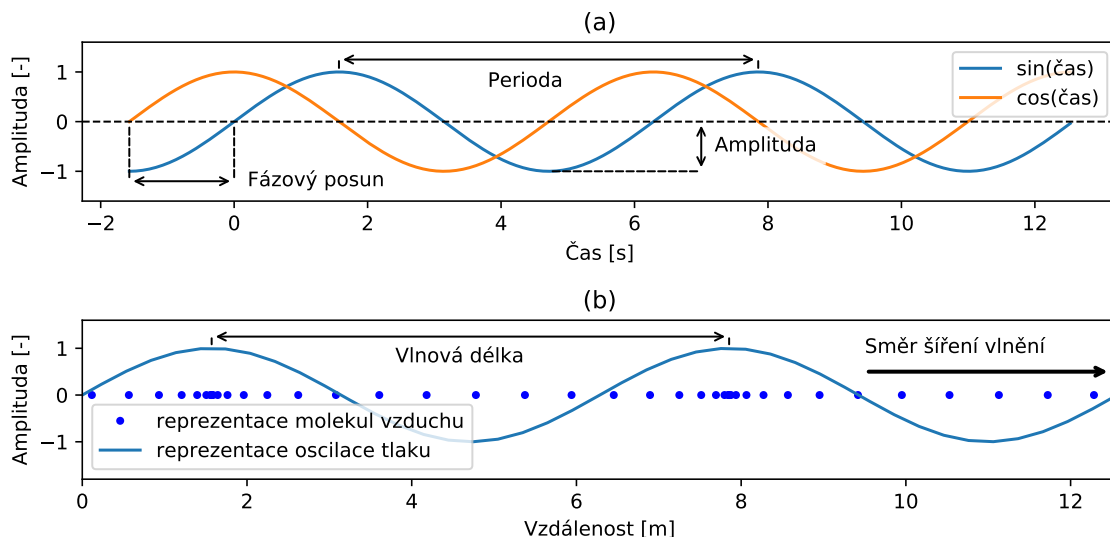 (a)
Amplituda [-]
1
0
−1
Perioda
sin(čas)
cos(čas)
Amplituda
Fázový posun
−2 0 2 4 6 8 10 12
Čas [s]
(b)
Amplituda [-]
1
0
−1
Vlnová délka
Směr šíření vlnění
reprezentace molekul vzduchu
reprezentace oscilace tlaku
0 2 4 6 8 10 12
Vzdálenost [m]